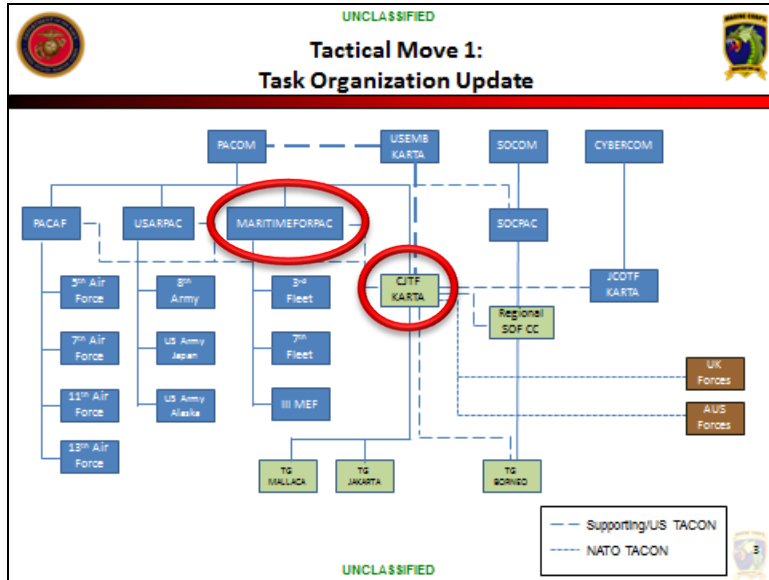 UNCLASSIFIED
Tactical Move 1:
Task Organization Update
PACOM
USEMB
KARTA
SOCOM
CYBERCOM
PACAF
USARPAC
MARITIMEFORPAC
SOCPAC
5th Air
Force
8th
Army
3rd
Fleet
CJTF
KARTA
JCOTF
KARTA
Regional
SOF CC
7th Air
Force
US Army
Japan
7th
Fleet
UK
Forces
11th Air
Force
US Army
Alaska
III MEF
AUS
Forces
13th Air
Force
TG
MALLACA
TG
JAKARTA
TG
BORNEO
Supporting/US TACON
NATO TACON
3
UNCLASSIFIED